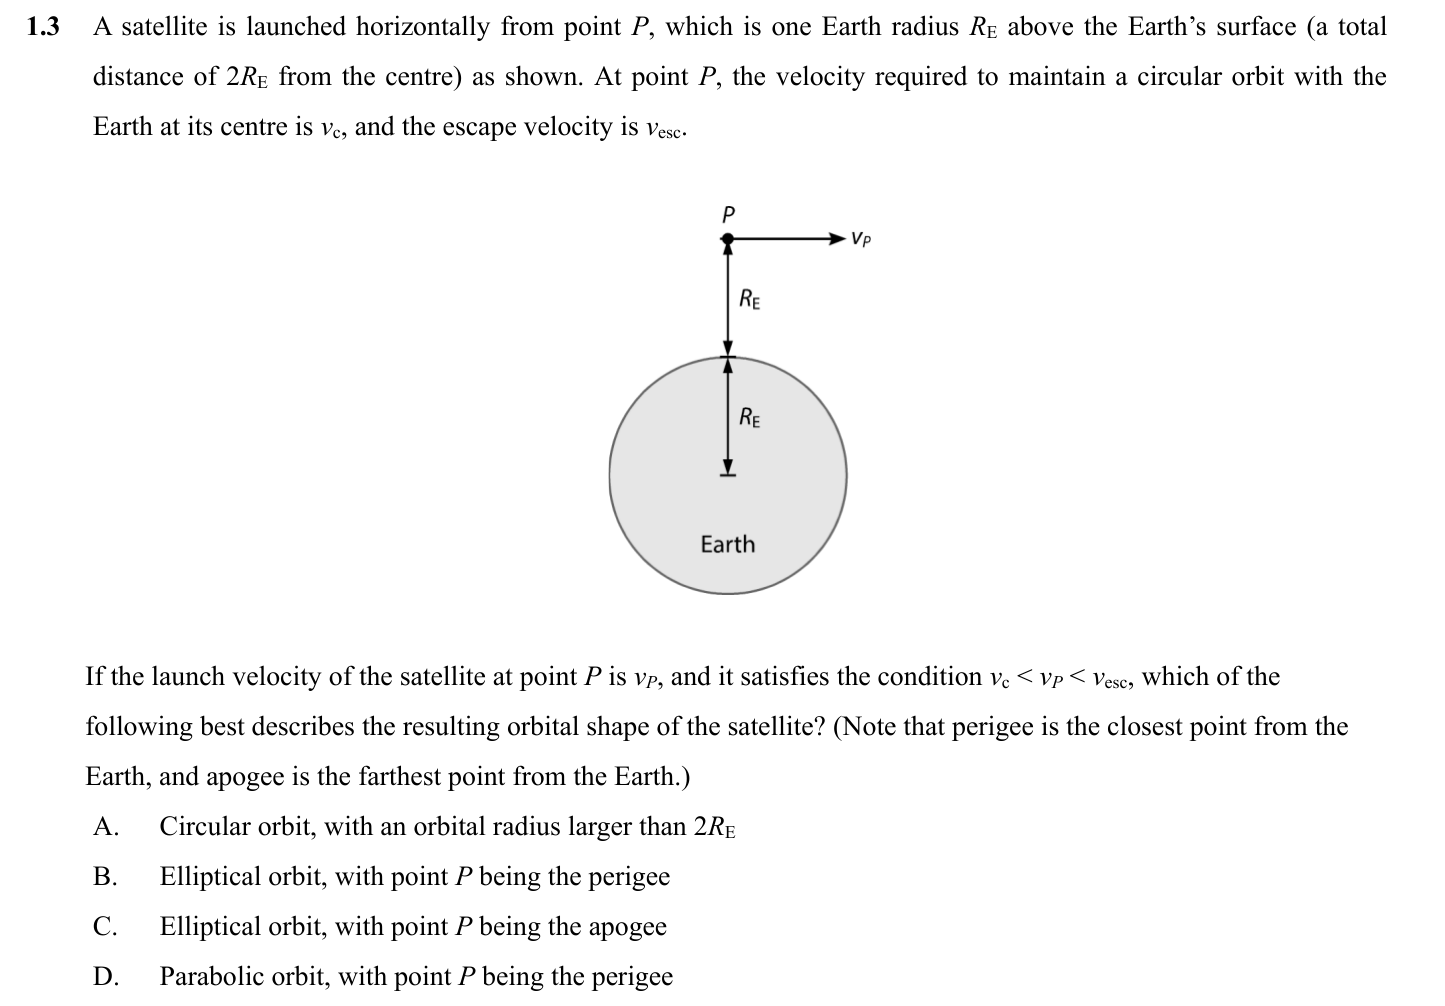 1.3 A satellite is launched horizontally from point P, which is one Earth radius RE above the Earth’s surface (a total
distance of 2RE from the centre) as shown. At point P, the velocity required to maintain a circular orbit with the
Earth at its centre is vc, and the escape velocity is vesc.
P
vP
RE
RE
Earth
If the launch velocity of the satellite at point P is vP, and it satisfies the condition vc < vP < vesc, which of the
following best describes the resulting orbital shape of the satellite? (Note that perigee is the closest point from the
Earth, and apogee is the farthest point from the Earth.)
A. Circular orbit, with an orbital radius larger than 2RE
B. Elliptical orbit, with point P being the perigee
C. Elliptical orbit, with point P being the apogee
D. Parabolic orbit, with point P being the perigee